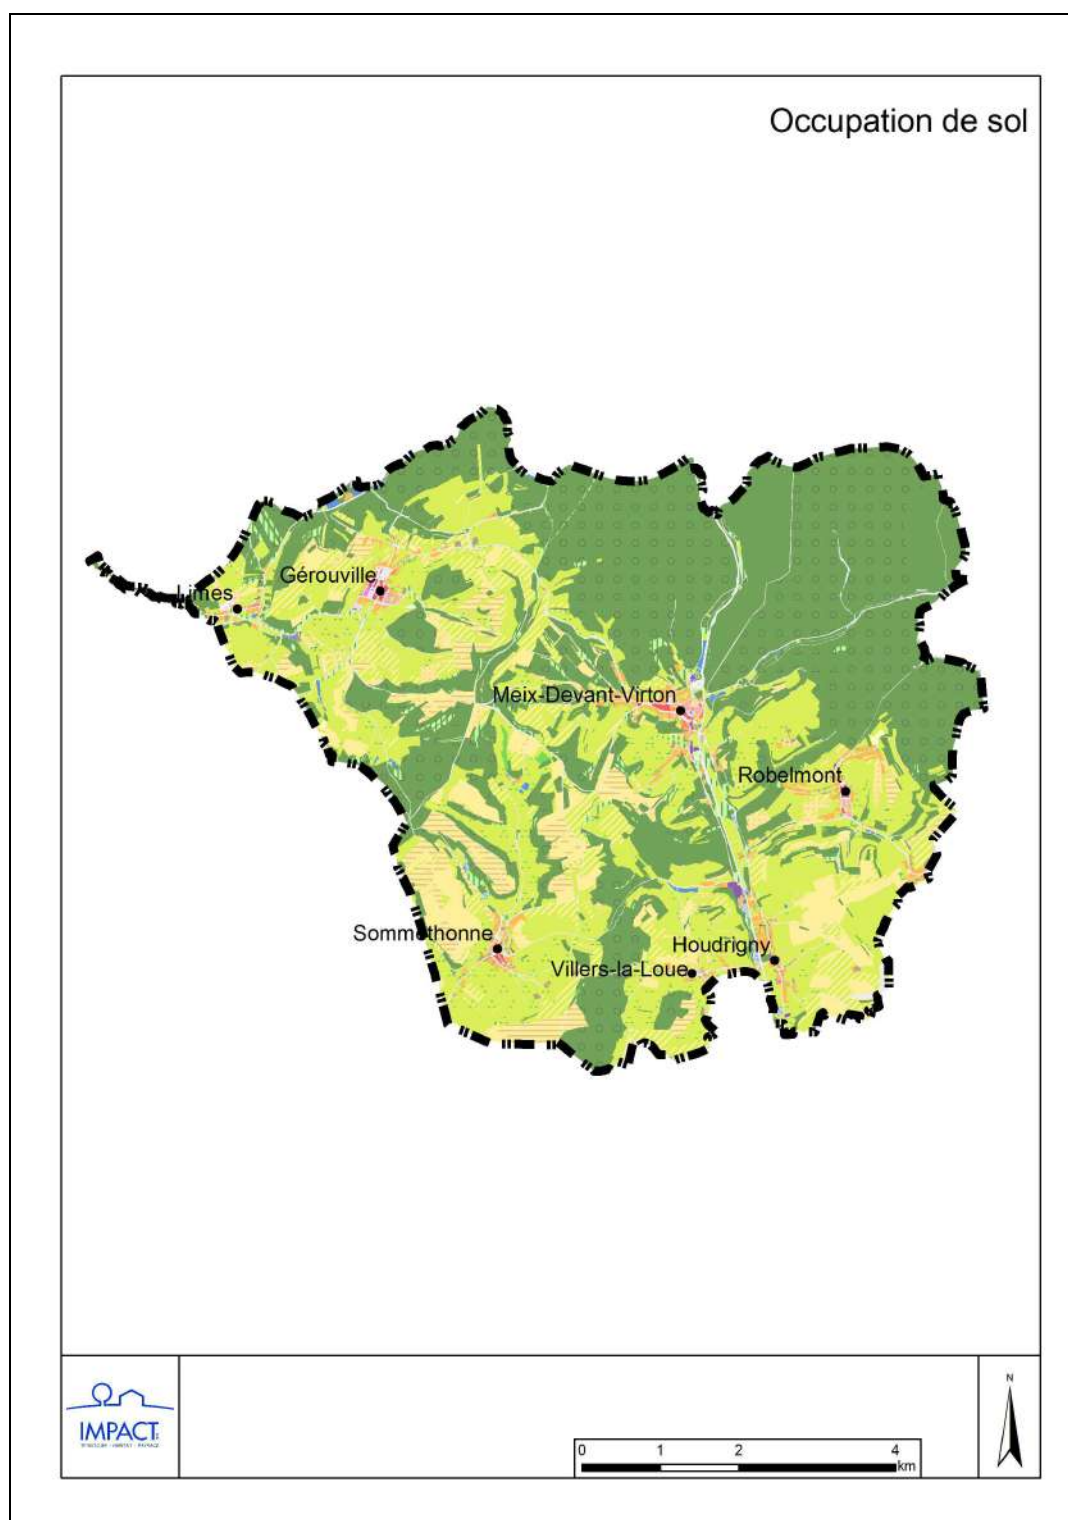 Occupation de sol
Gérouville
Limes
Meix-Devant-Virton
Robelmont
Sommethonne
Houdrigny
Villers-la-Loue
IMPACT
N
0 1 2 4
km